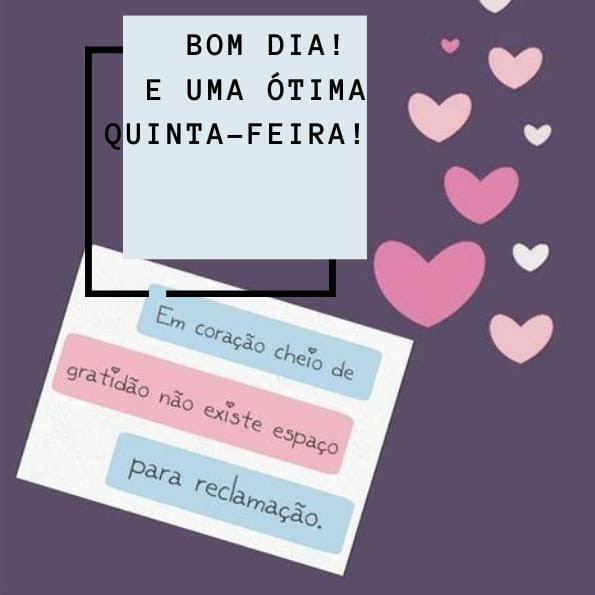 BOM DIA!
E UMA ÓTIMA
QUINTA-FEIRA!
Em coração cheio de
gratidão não existe espaço
para reclamação.